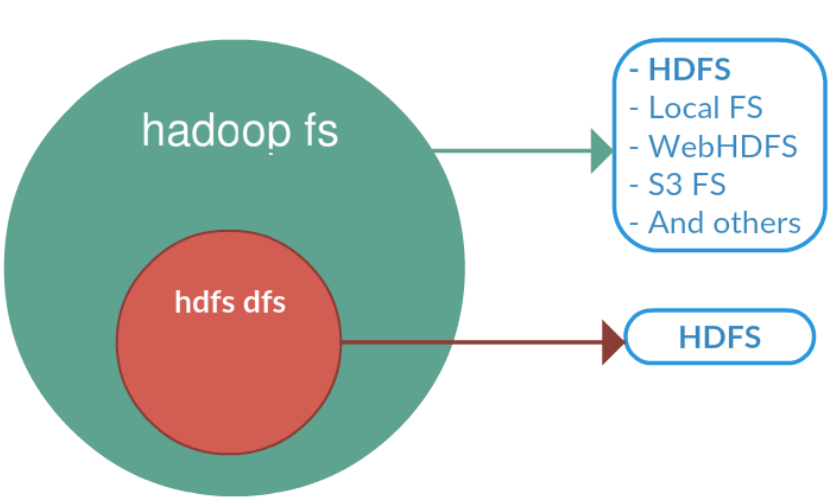 hadoop fs
- HDFS
- Local FS
- WebHDFS
- S3 FS
- And others
hdfs dfs
HDFS